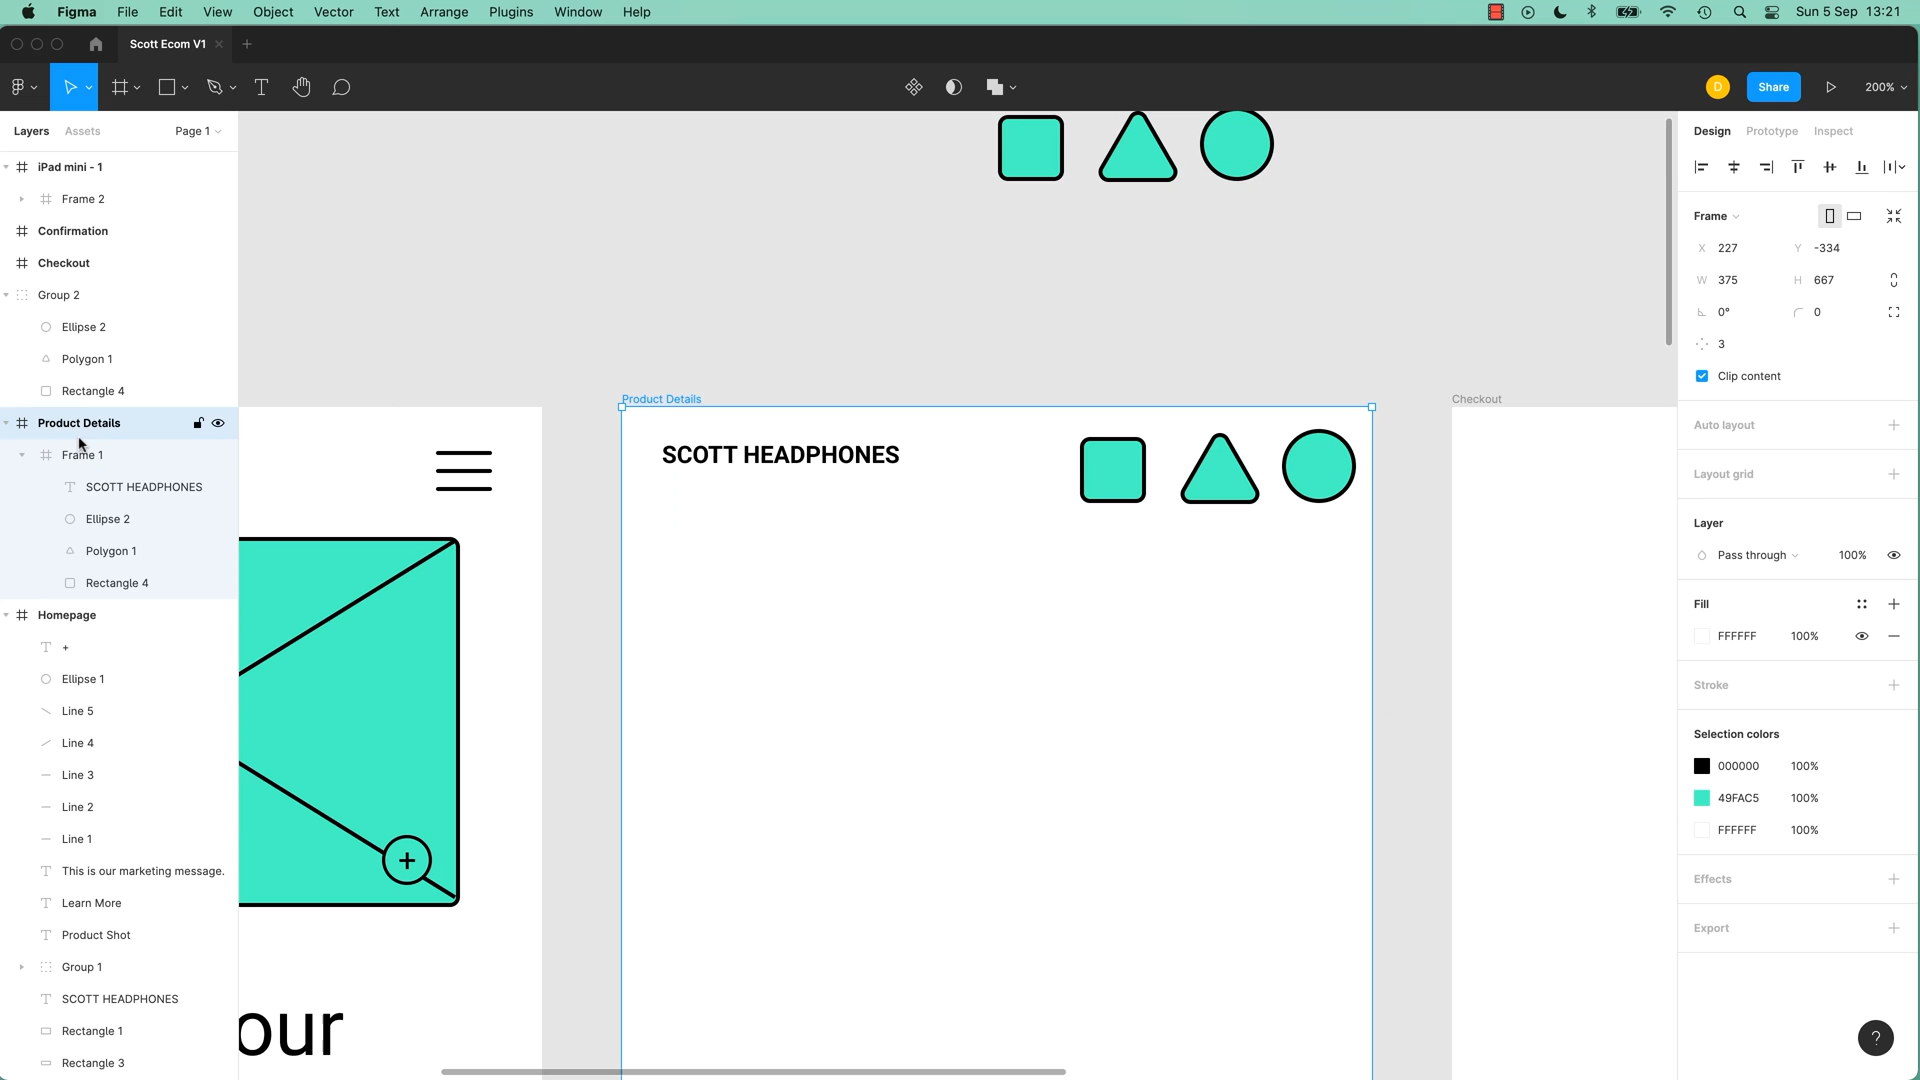 Figma File Edit View Object Vector Text Arrange Plugins Window Help Sun 5 Sep 13:21
Scott Ecom V1
D Share 200%
Layers Assets Page 1
iPad mini - 1
Frame 2
Confirmation
Checkout
Group 2
Ellipse 2
Polygon 1
Rectangle 4
Product Details
Frame 1
SCOTT HEADPHONES
Ellipse 2
Polygon 1
Rectangle 4
Homepage
+
Ellipse 1
Line 5
Line 4
Line 3
Line 2
Line 1
This is our marketing message.
Learn More
Product Shot
Group 1
SCOTT HEADPHONES
Rectangle 1
Rectangle 3
+
our
Product Details
SCOTT HEADPHONES
Checkout
Design Prototype Inspect
Frame
X 227 Y -334
W 375 H 667
0° 0
3
Clip content
Auto layout
Layout grid
Layer
Pass through 100%
Fill
FFFFFF 100%
Stroke
Selection colors
000000 100%
49FAC5 100%
FFFFFF 100%
Effects
Export
?